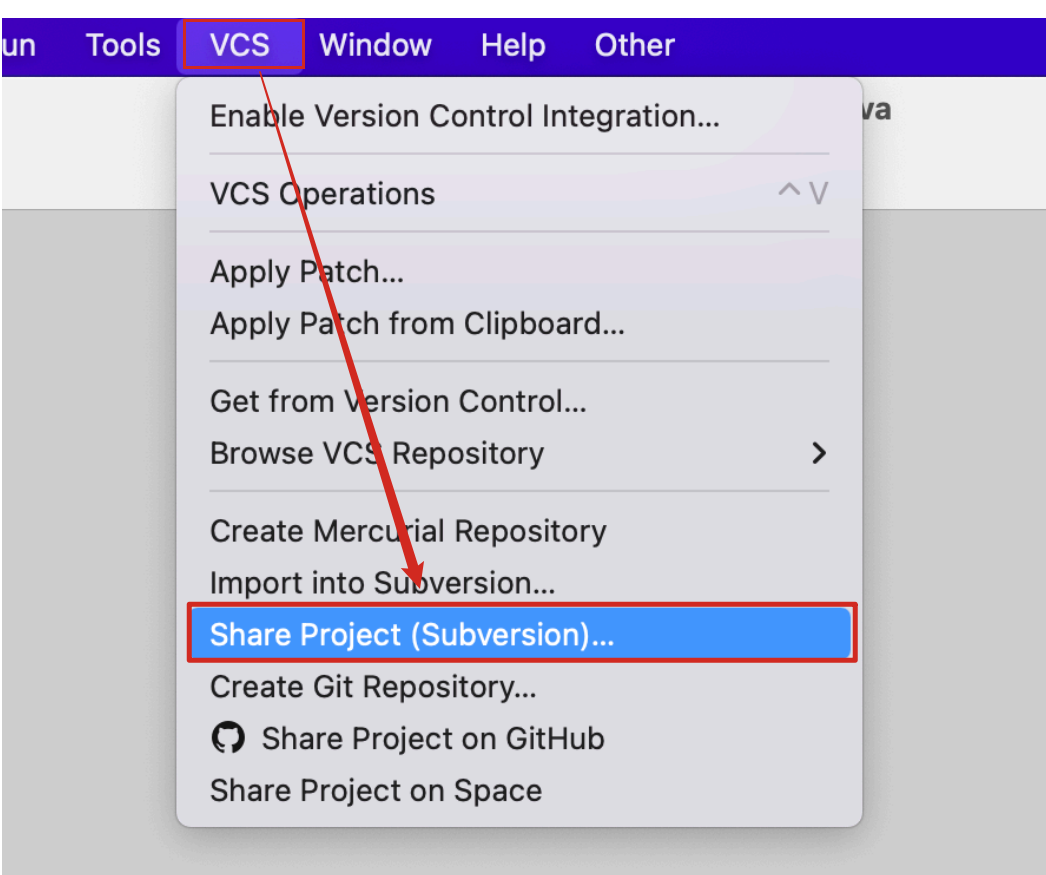 un Tools VCS Window Help Other
Enable Version Control Integration...
va
VCS Operations ^ V
Apply Patch...
Apply Patch from Clipboard...
Get from Version Control...
Browse VCS Repository
Create Mercurial Repository
Import into Subversion...
Share Project (Subversion)...
Create Git Repository...
Share Project on GitHub
Share Project on Space